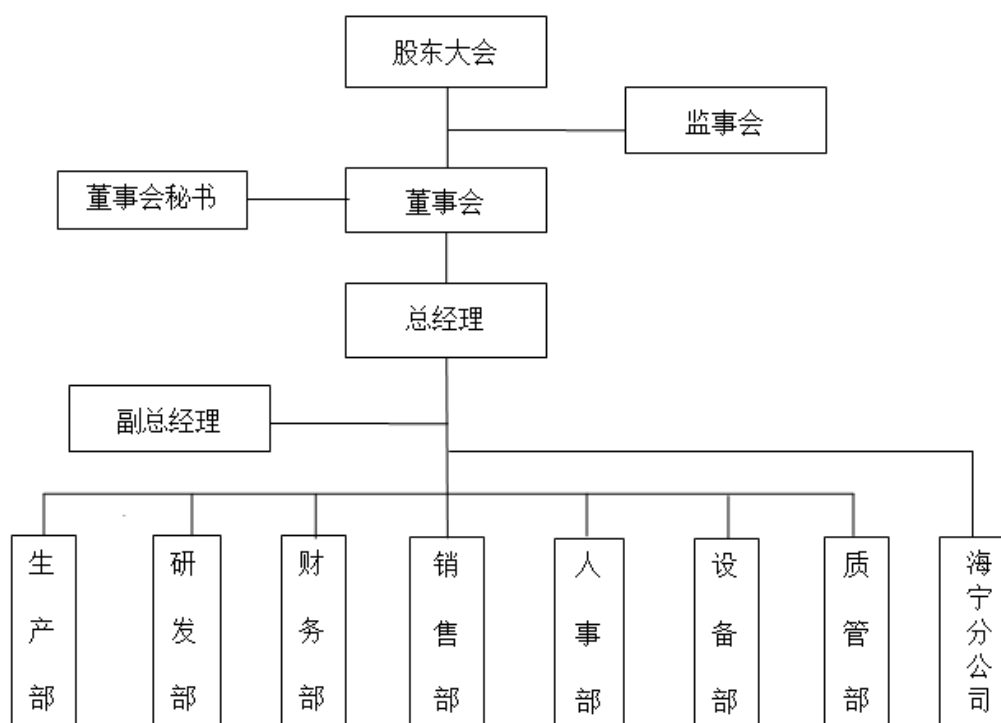 股东大会
监事会
董事会秘书
董事会
总经理
副总经理
生产部
研发部
财务部
销售部
人事部
设备部
质管部
海宁分公司